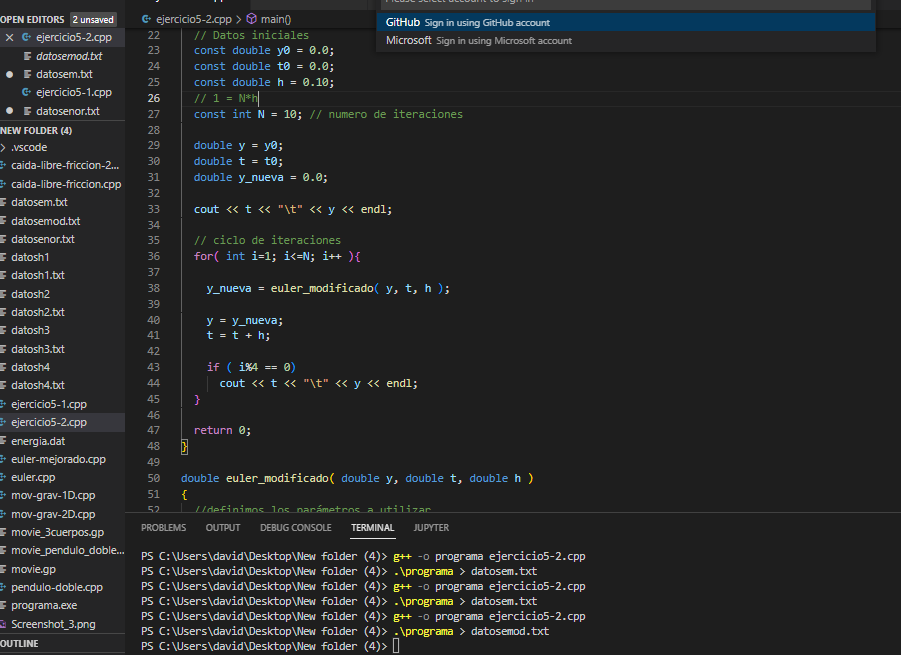 OPEN EDITORS 2 unsaved
ejercicio5-2.cpp
datosemod.txt
datosem.txt
ejercicio5-1.cpp
datosenor.txt
NEW FOLDER (4)
.vscode
caida-libre-friccion-2...
caida-libre-friccion.cpp
datosem.txt
datosemod.txt
datosenor.txt
datosh1
datosh1.txt
datosh2
datosh2.txt
datosh3
datosh3.txt
datosh4
datosh4.txt
ejercicio5-1.cpp
ejercicio5-2.cpp
energia.dat
euler-mejorado.cpp
euler.cpp
mov-grav-1D.cpp
mov-grav-2D.cpp
movie_3cuerpos.gp
movie_pendulo_doble...
movie.gp
pendulo-doble.cpp
programa.exe
Screenshot_3.png
OUTLINE
ejercicio5-2.cpp > main()
GitHub Sign in using GitHub account
Microsoft Sign in using Microsoft account
22 // Datos iniciales
23 const double y0 = 0.0;
24 const double t0 = 0.0;
25 const double h = 0.10;
26 // 1 = N*h
27 const int N = 10; // numero de iteraciones
28
29 double y = y0;
30 double t = t0;
31 double y_nueva = 0.0;
32
33 cout << t << "\t" << y << endl;
34
35 // ciclo de iteraciones
36 for( int i=1; i<=N; i++ ){
37
38 y_nueva = euler_modificado( y, t, h );
39
40 y = y_nueva;
41 t = t + h;
42
43 if ( i%4 == 0)
44 cout << t << "\t" << y << endl;
45 }
46
47 return 0;
48 }
49
50 double euler_modificado( double y, double t, double h )
51 {
52 //definimos los parámetros a utilizar
PROBLEMS OUTPUT DEBUG CONSOLE TERMINAL JUPYTER
PS C:\Users\david\Desktop\New folder (4)> g++ -o programa ejercicio5-2.cpp
PS C:\Users\david\Desktop\New folder (4)> .\programa > datosem.txt
PS C:\Users\david\Desktop\New folder (4)> g++ -o programa ejercicio5-2.cpp
PS C:\Users\david\Desktop\New folder (4)> .\programa > datosem.txt
PS C:\Users\david\Desktop\New folder (4)> g++ -o programa ejercicio5-2.cpp
PS C:\Users\david\Desktop\New folder (4)> .\programa > datosemod.txt
PS C:\Users\david\Desktop\New folder (4)>